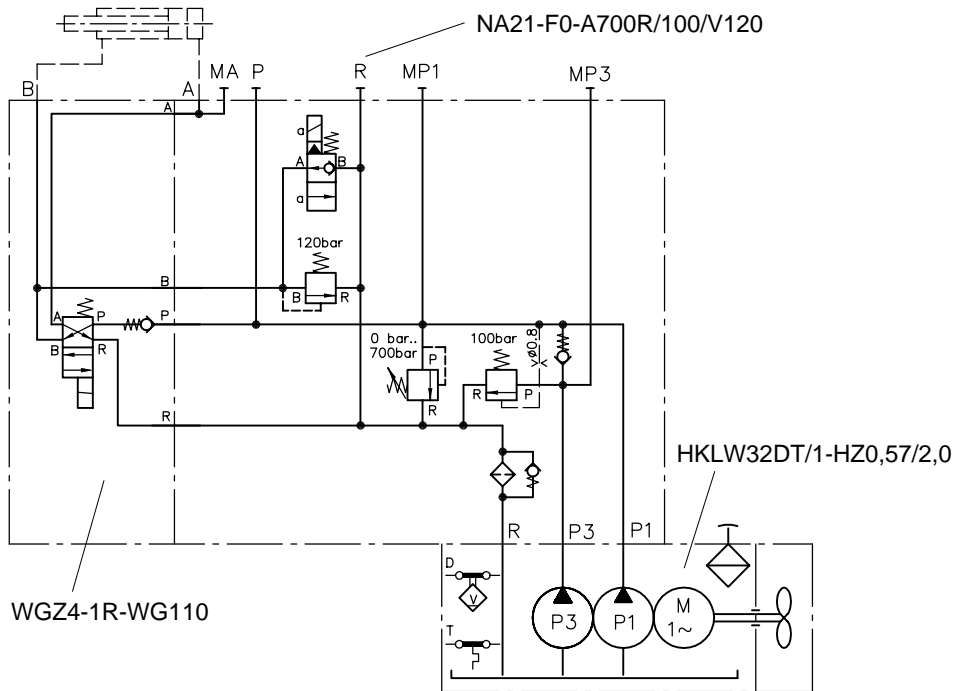 NA21-F0-A700R/100/V120
B A MA P R MP1 MP3
A
a
A B
a
120bar
B
B R
A P P
B R
0 bar..
700bar
P
R
100bar
R P
>ø0.8<
R
HKLW32DT/1-HZ0,57/2,0
R P3 P1
D
V
T
P3 P1 M
1~
WGZ4-1R-WG110